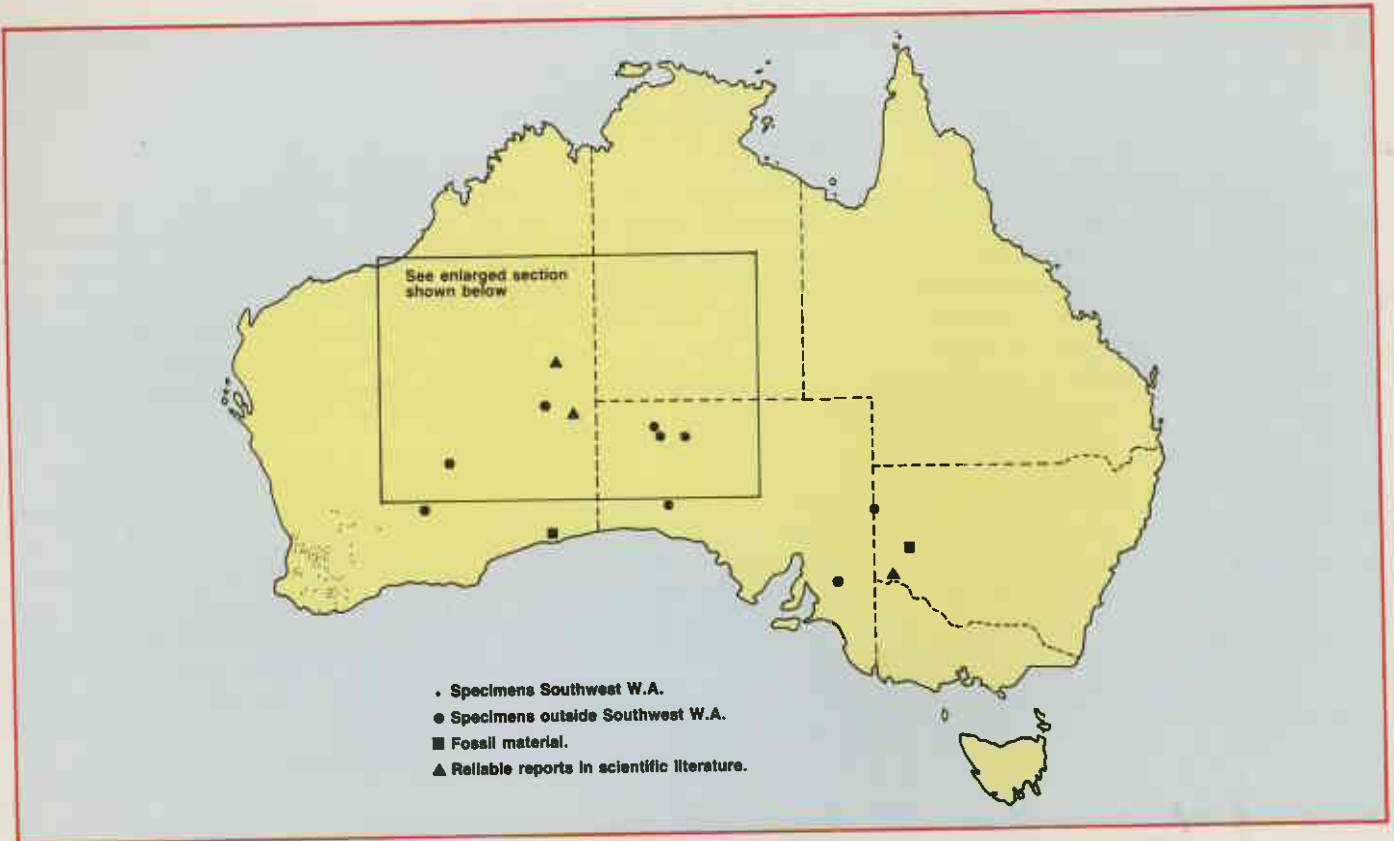 See enlarged section
shown below
Specimens Southwest W.A.
Specimens outside Southwest W.A.
Fossil material.
Reliable reports in scientific literature.